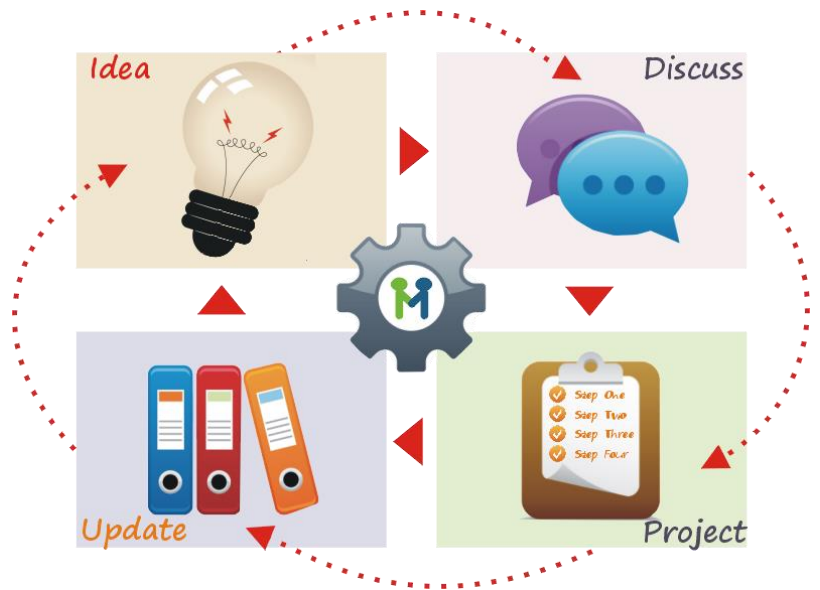 Idea
Discuss
Step One
Step Two
Step Three
Step Four
Update
Project